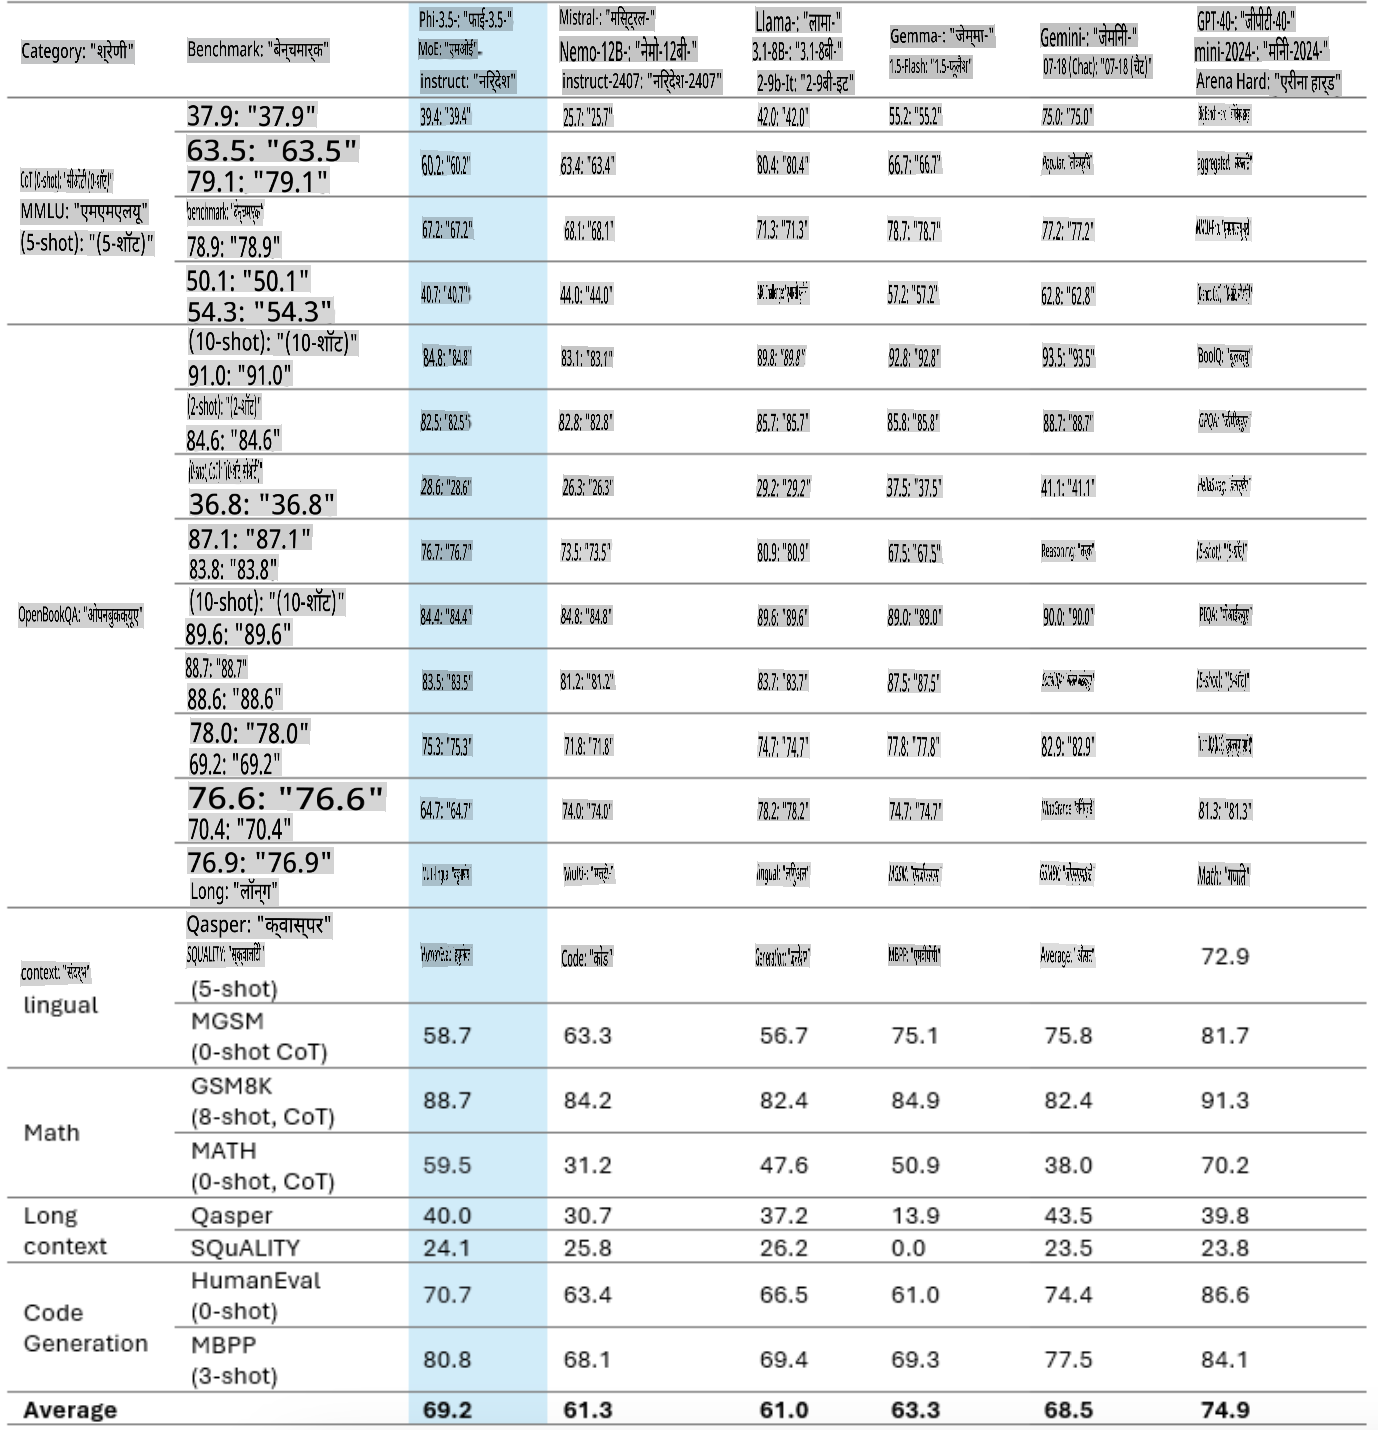 Category: "श्रेणी"
Benchmark: "बेन्चमार्क"
Phi-3.5-: "फाई-3.5-"
MoE: "एमओई"-
instruct: "निर्देश"
Mistral-: "मिस्ट्रल-"
Nemo-12B-: "नेमो-12बी-"
instruct-2407: "निर्देश-2407"
Llama-: "लामा-"
3.1-8B-: "3.1-8बी-"
2-9b-It: "2-9बी-इट"
Gemma-: "जेम्मा-"
1.5-Flash: "1.5-फ्लैश"
Gemini-: "जेमिनी-"
07-18 (Chat): "07-18 (चैट)"
GPT-4O-: "जीपीटी-4O-"
mini-2024-: "मिनी-2024-"
Arena Hard: "एरीना हार्ड"
CoT (0-shot): "सीओटी (0-शॉट)"
MMLU: "एमएमएलयू"
(5-shot): "(5-शॉट)"
37.9: "37.9"
39.4: "39.4"
25.7: "25.7"
42.0: "42.0"
55.2: "55.2"
75.0: "75.0"
63.5: "63.5"
79.1: "79.1"
60.2: "60.2"
63.4: "63.4"
80.4: "80.4"
66.7: "66.7"
Popular:
aggregated:
benchmark: "बेन्चमार्क"
78.9: "78.9"
67.2: "67.2"
68.1: "68.1"
71.3: "71.3"
78.7: "78.7"
77.2: "77.2"
50.1: "50.1"
54.3: "54.3"
40.7: "40.7"
44.0: "44.0"
57.2: "57.2"
62.8: "62.8"
OpenBookQA: "ओपनबुकक्यूए"
(10-shot): "(10-शॉट)"
91.0: "91.0"
84.8: "84.8"
83.1: "83.1"
89.8: "89.8"
92.8: "92.8"
93.5: "93.5"
BoolQ: "बूलक्यू"
(2-shot): "(2-शॉट)"
84.6: "84.6"
82.5: "82.5"
82.8: "82.8"
85.7: "85.7"
85.8: "85.8"
88.7: "88.7"
GPQA: "जीपीक्यूए"
36.8: "36.8"
28.6: "28.6"
26.3: "26.3"
29.2: "29.2"
37.5: "37.5"
41.1: "41.1"
87.1: "87.1"
83.8: "83.8"
76.7: "76.7"
73.5: "73.5"
80.9: "80.9"
67.5: "67.5"
Reasoning: "तर्क"
(5-shot): "(5-शॉट)"
(10-shot): "(10-शॉट)"
89.6: "89.6"
84.4: "84.4"
84.8: "84.8"
89.6: "89.6"
89.0: "89.0"
90.0: "90.0"
PIQA: "पीआईक्यूए"
88.7: "88.7"
88.6: "88.6"
83.5: "83.5"
81.2: "81.2"
83.7: "83.7"
87.5: "87.5"
(5-shot): "(5-शॉट)"
78.0: "78.0"
69.2: "69.2"
75.3: "75.3"
71.8: "71.8"
74.7: "74.7"
77.8: "77.8"
82.9: "82.9"
76.6: "76.6"
70.4: "70.4"
64.7: "64.7"
74.0: "74.0"
78.2: "78.2"
74.7: "74.7"
81.3: "81.3"
76.9: "76.9"
Long: "लॉन्ग"
Multi-: "मल्टी-"
lingual: "लिंगुअल"
Math: "गणित"
context: "संदर्भ"
lingual
Qasper: "क्वास्पर"
SQUALITY: "स्क्वालिटी"
(5-shot)
Code: "कोड"
Generation: "जनरेशन"
MBPP: "एमबीपीपी"
Average: "औसत"
72.9
MGSM
(0-shot CoT)
58.7 63.3 56.7 75.1 75.8 81.7
Math
GSM8K
(8-shot, CoT)
88.7 84.2 82.4 84.9 82.4 91.3
MATH
(0-shot, CoT)
59.5 31.2 47.6 50.9 38.0 70.2
Long
context
Qasper 40.0 30.7 37.2 13.9 43.5 39.8
SQuALITY 24.1 25.8 26.2 0.0 23.5 23.8
Code
Generation
HumanEval
(0-shot)
70.7 63.4 66.5 61.0 74.4 86.6
MBPP
(3-shot)
80.8 68.1 69.4 69.3 77.5 84.1
Average 69.2 61.3 61.0 63.3 68.5 74.9